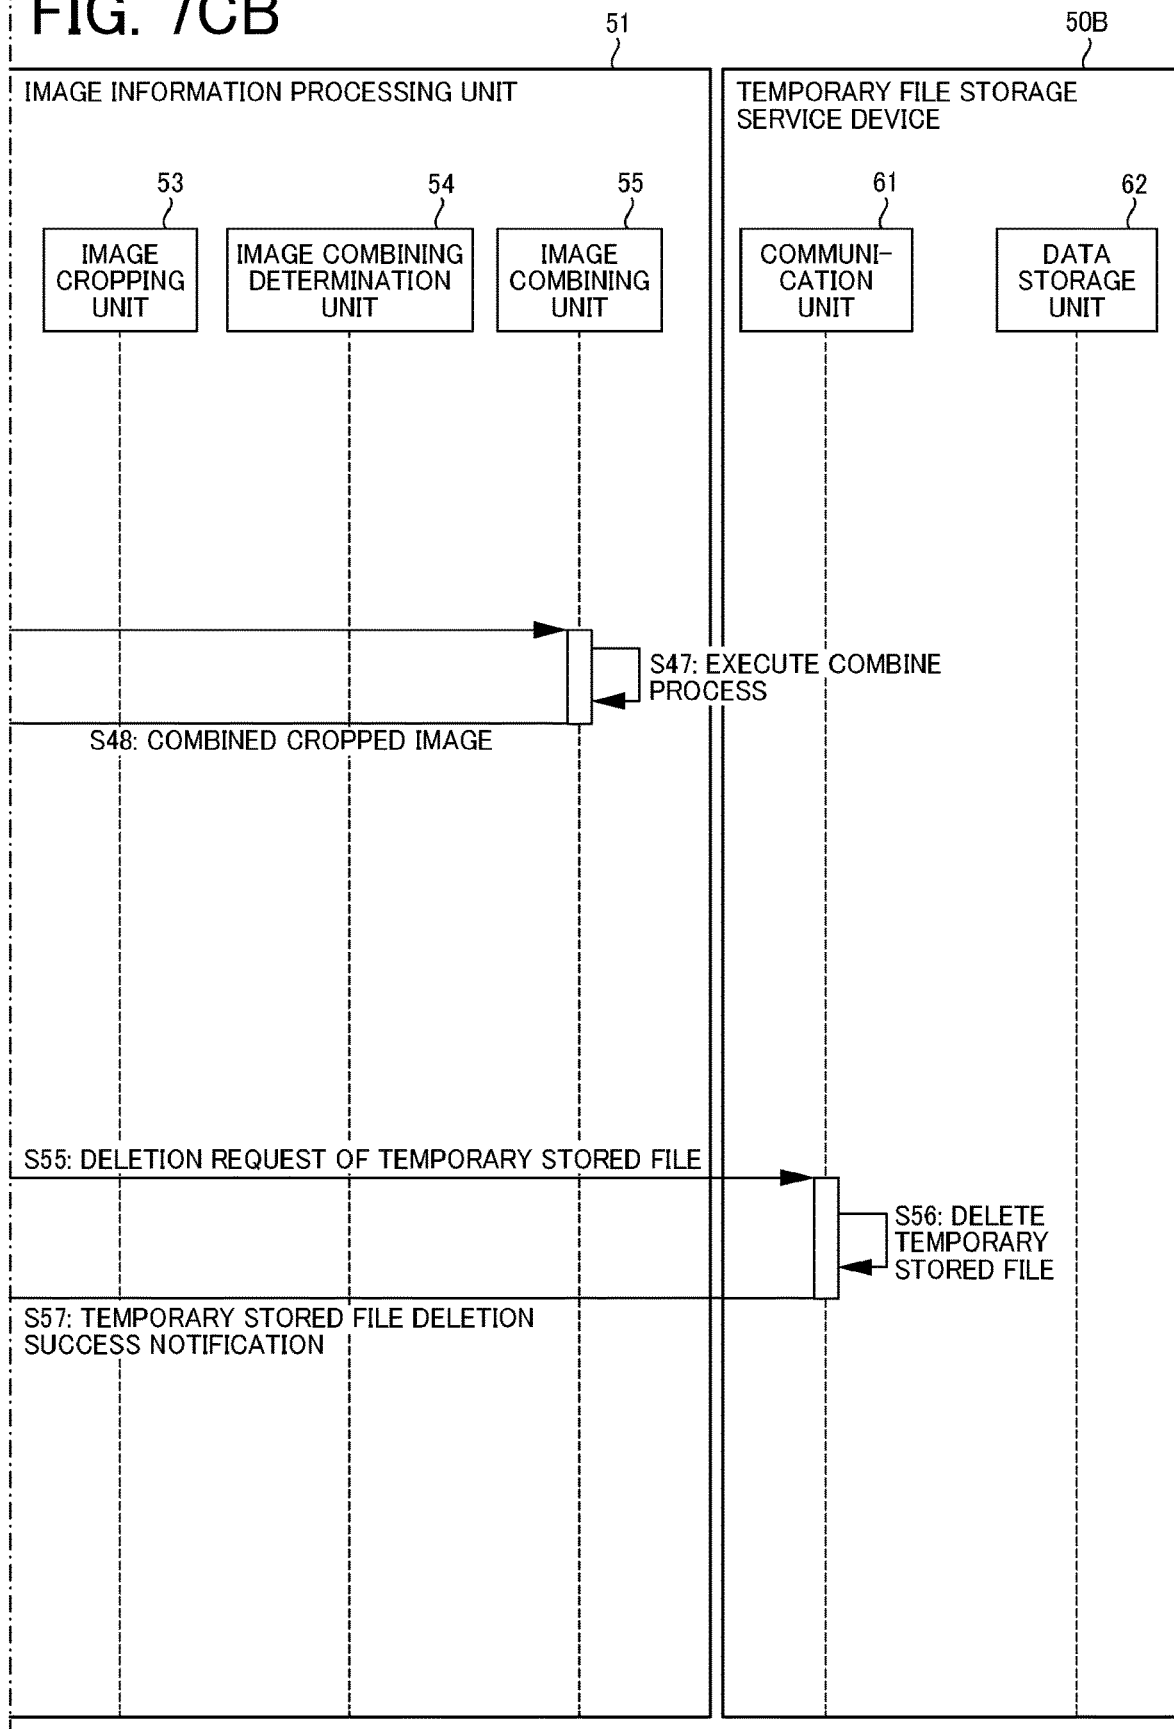 FIG. 7CB
51
50B
IMAGE INFORMATION PROCESSING UNIT
TEMPORARY FILE STORAGE
SERVICE DEVICE
53
54
55
61
62
IMAGE
CROPPING
UNIT
IMAGE COMBINING
DETERMINATION
UNIT
IMAGE
COMBINING
UNIT
COMMUNI-
CATION
UNIT
DATA
STORAGE
UNIT
S47: EXECUTE COMBINE
PROCESS
S48: COMBINED CROPPED IMAGE
S55: DELETION REQUEST OF TEMPORARY STORED FILE
S56: DELETE
TEMPORARY
STORED FILE
S57: TEMPORARY STORED FILE DELETION
SUCCESS NOTIFICATION